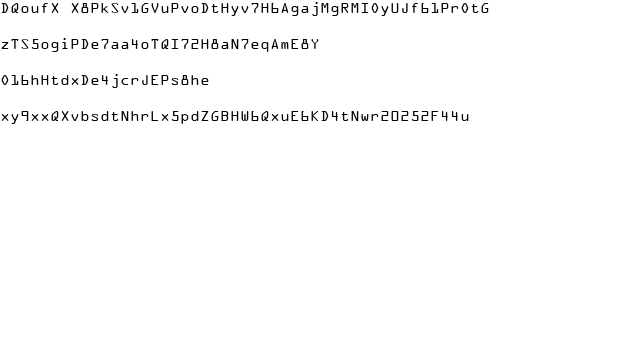 DQoufX X8PkSv1GVuPvoDtHyv7H6AgajMgRMI0yUJf61Pr0tG
zTS5ogiPDe7aa4oTQI72H8aN7eqAmE8Y
016hHtdxDe4jcrJEPs8he
xy9xxQXvbsdtNhrLx5pdZGBHW6QxuE6KD4tNwr20252F44u